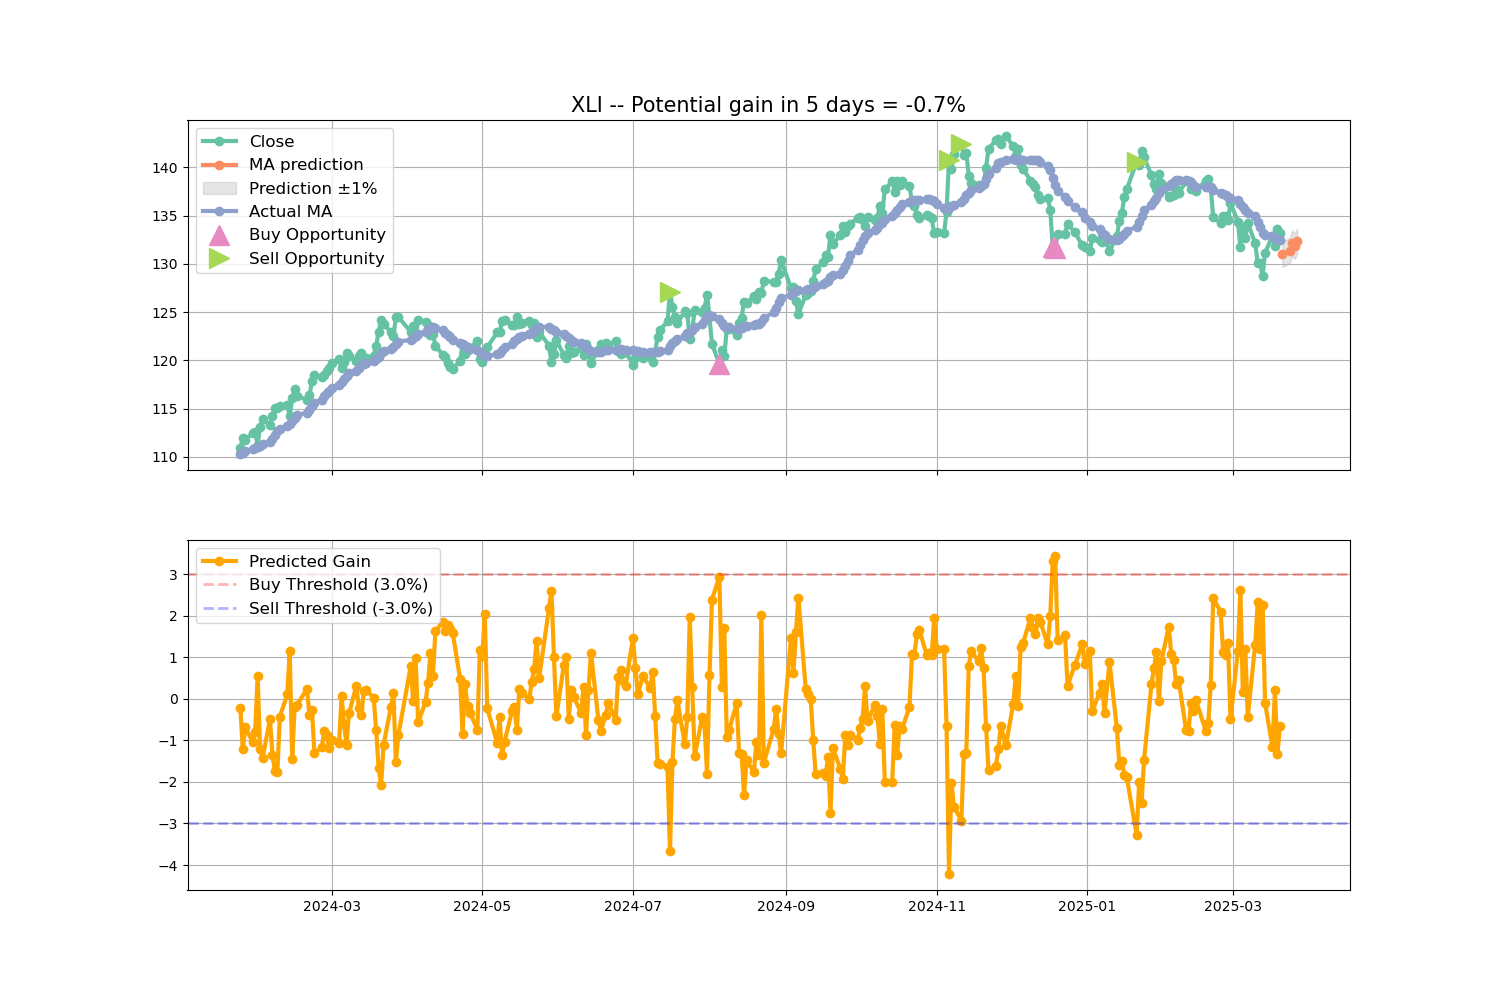 XLI -- Potential gain in 5 days = -0.7%
Close
MA prediction
Prediction ±1%
Actual MA
Buy Opportunity
Sell Opportunity
140
135
130
125
120
115
110
Predicted Gain
Buy Threshold (3.0%)
Sell Threshold (-3.0%)
3
2
1
0
−1
−2
−3
−4
2024-03
2024-05
2024-07
2024-09
2024-11
2025-01
2025-03